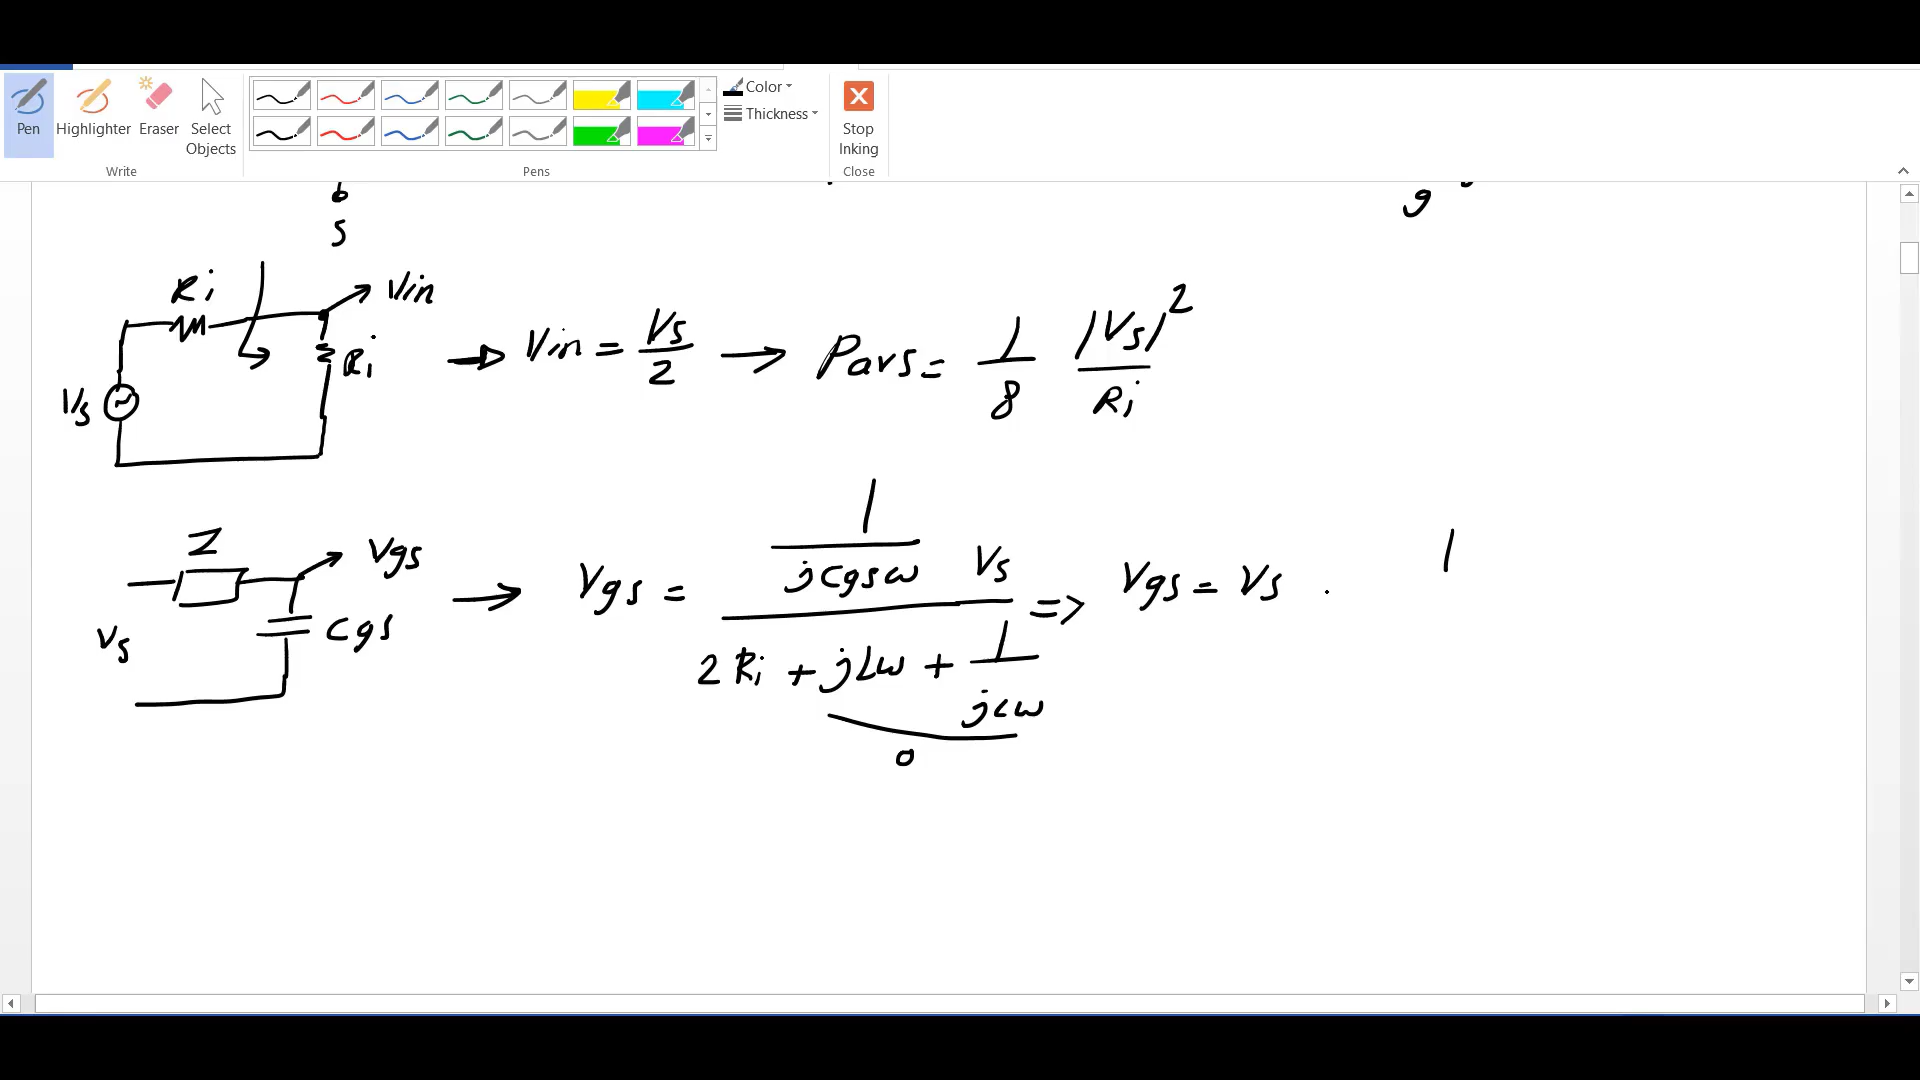 Pen
Highlighter
Eraser
Select Objects
Color
Thickness
Stop Inking
Write
Pens
Close
b
s
g
Ri
Vin
Ri
Vs
Vin = Vs/2 → Pavs = 1/8 |Vs|²/Ri
Z
Vgs
Cgs
Vs
→ Vgs = (1/(jCgsω) Vs)/(2Ri + jLω + 1/(jCω)) => Vgs = Vs . 1
0